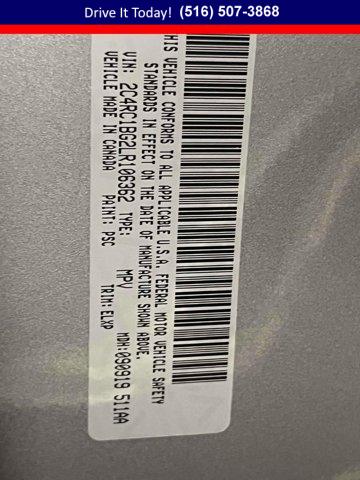 Drive It Today! (516) 507-3868
THIS VEHICLE CONFORMS TO ALL APPLICABLE U.S.A. FEDERAL MOTOR VEHICLE SAFETY
STANDARDS IN EFFECT ON THE DATE OF MANUFACTURE SHOWN ABOVE.
VIN: 2C4RC1BG2LR106362 TYPE: MPV MDH:090919 511AA
VEHICLE MADE IN CANADA PAINT: PSC TRIM:ELXP